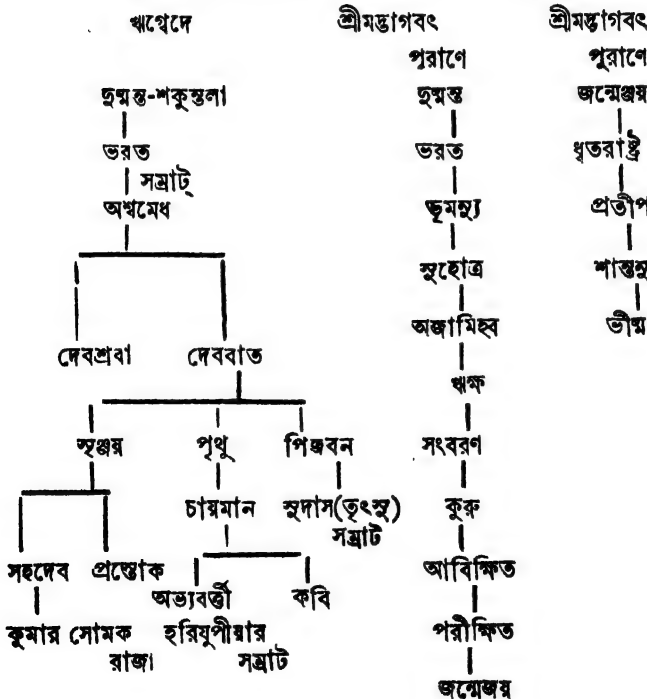 ঋগ্বেদে শ্রীমদ্ভাগবৎ শ্রীমদ্ভাগবৎ
পুরাণে পুরাণে
দুষ্মন্ত-শকুন্তলা দুষ্মন্ত জন্মেঞ্জয়
ভরত ভরত ধৃতরাষ্ট্র
সম্রাট্
অশ্বমেধ ভূমন্যু প্রতীপ
সুহোত্র শান্তনু
অজামিহ্ব ভীষ্ম
দেবশ্রবা দেববাত
ঋক্ষ
সৃঞ্জয় পৃথু পিজবন সংবরণ
চায়মান সুদাস(তৃৎসু) কুরু
সম্রাট
সহদেব প্রস্তোক আবিক্ষিত
অভ্যবর্ত্তী কবি
কুমার সোমক হরিযুপীয়ার পরীক্ষিত
রাজা সম্রাট
জন্মেজয়